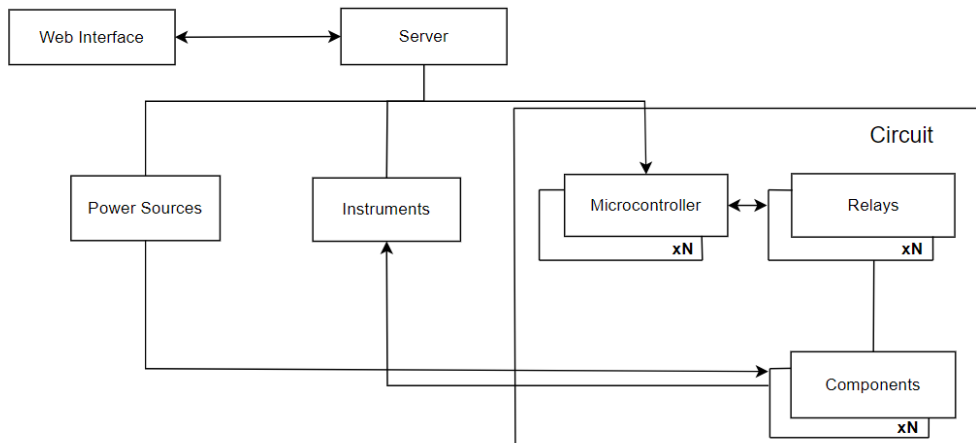 Web Interface
Server
Circuit
Power Sources
Instruments
Microcontroller
Relays
xN
xN
Components
xN